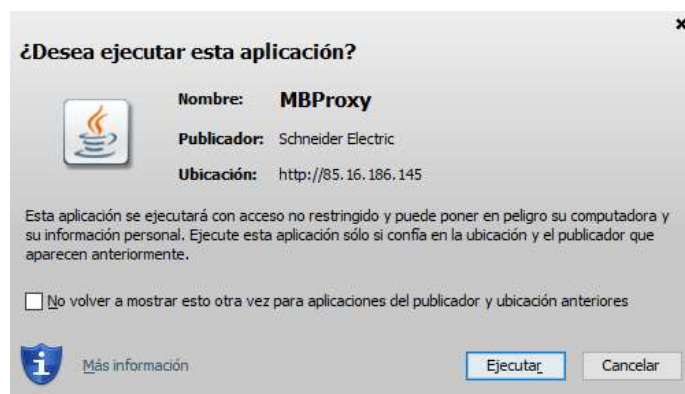 ¿Desea ejecutar esta aplicación?
Nombre: MBProxy
Publicador: Schneider Electric
Ubicación: http://85.16.186.145
Esta aplicación se ejecutará con acceso no restringido y puede poner en peligro su computadora y
su información personal. Ejecute esta aplicación sólo si confía en la ubicación y el publicador que
aparecen anteriormente.
No volver a mostrar esto otra vez para aplicaciones del publicador y ubicación anteriores
Más información
Ejecutar
Cancelar